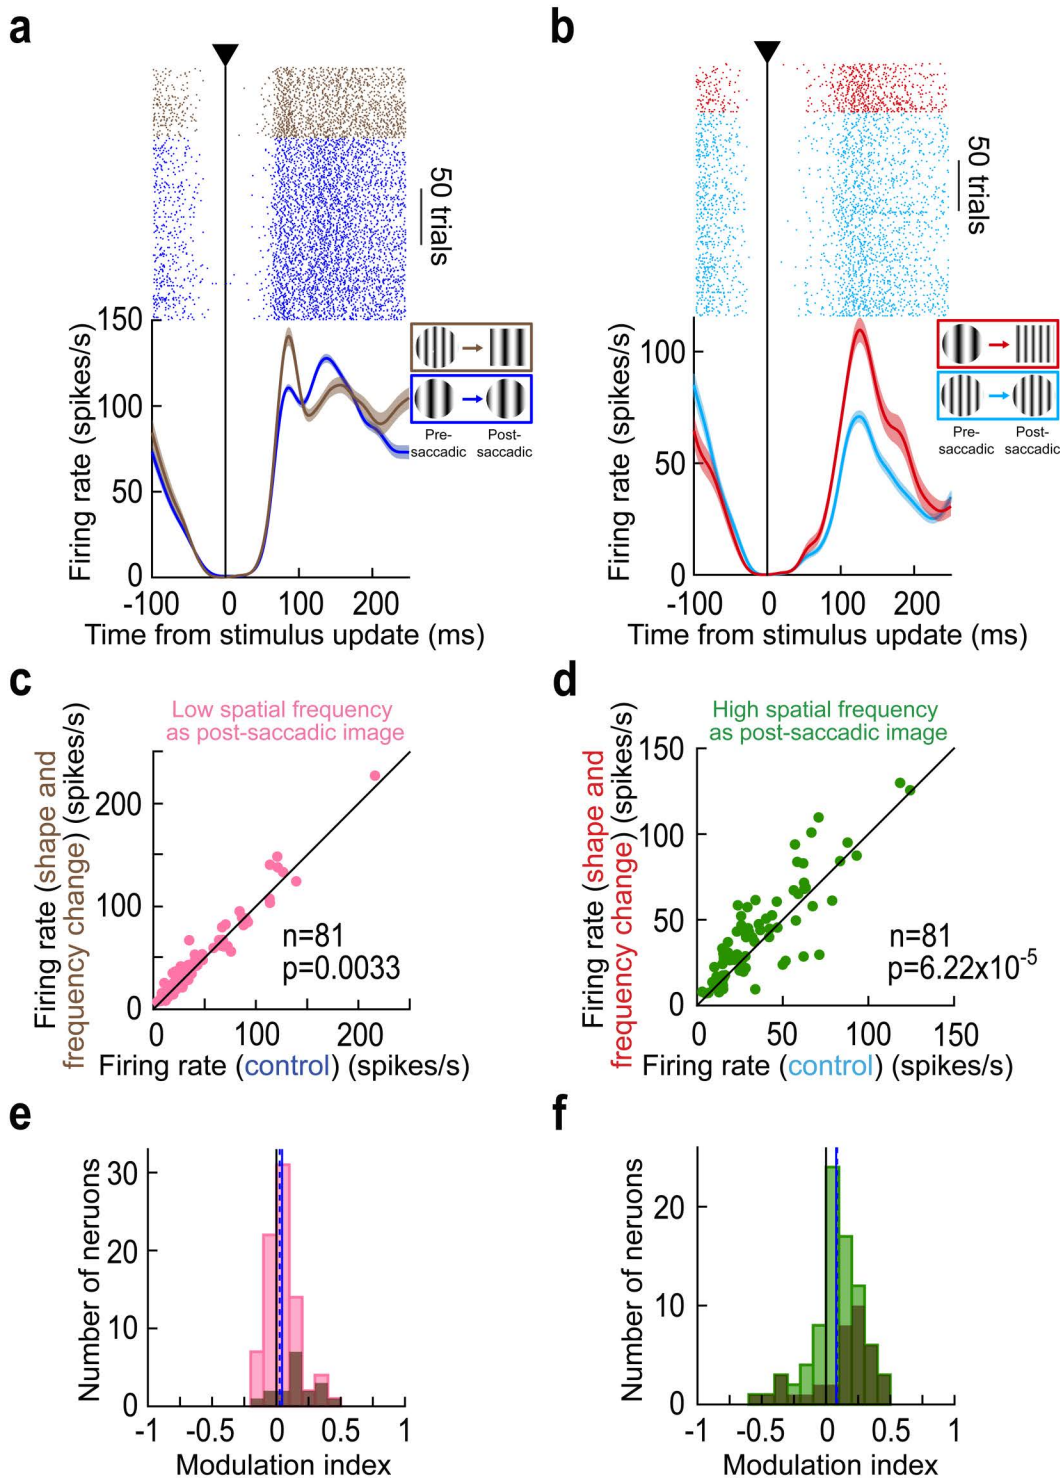 a
50 trials
150
100
50
0
Firing rate (spikes/s)
-100 0 100 200
Time from stimulus update (ms)
Pre-
saccadic
Post-
saccadic
b
50 trials
100
50
0
Firing rate (spikes/s)
-100 0 100 200
Time from stimulus update (ms)
Pre-
saccadic
Post-
saccadic
c
Low spatial frequency
as post-saccadic image
Firing rate (shape and
frequency change) (spikes/s)
200
100
0
n=81
p=0.0033
0 100 200
Firing rate (control) (spikes/s)
d
High spatial frequency
as post-saccadic image
Firing rate (shape and
frequency change) (spikes/s)
150
100
50
0
n=81
p=6.22x10-5
0 50 100 150
Firing rate (control) (spikes/s)
e
Number of neruons
30
20
10
0
-1 -0.5 0 0.5 1
Modulation index
f
Number of neruons
20
10
0
-1 -0.5 0 0.5 1
Modulation index